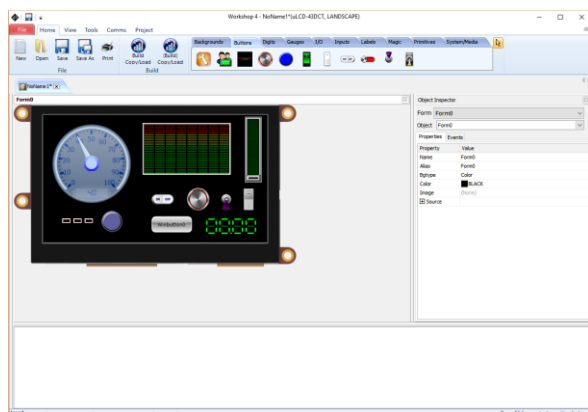 Workshop 4 - NoName1*(uLCD-43DCT, LANDSCAPE)
File Home View Tools Comms Project
New Open Save Save As Print
Build Copy/Load (Build) Copy/Load
File Build
Backgrounds Buttons Digits Gauges I/O Inputs Labels Magic Primitives System/Media
NoName1*
Form0
Winbutton0
Object Inspector
Form Form0
Object Form0
Properties Events
Property Value
Name Form0
Alias Form0
Bgtype Color
Color BLACK
Image (None)
Source